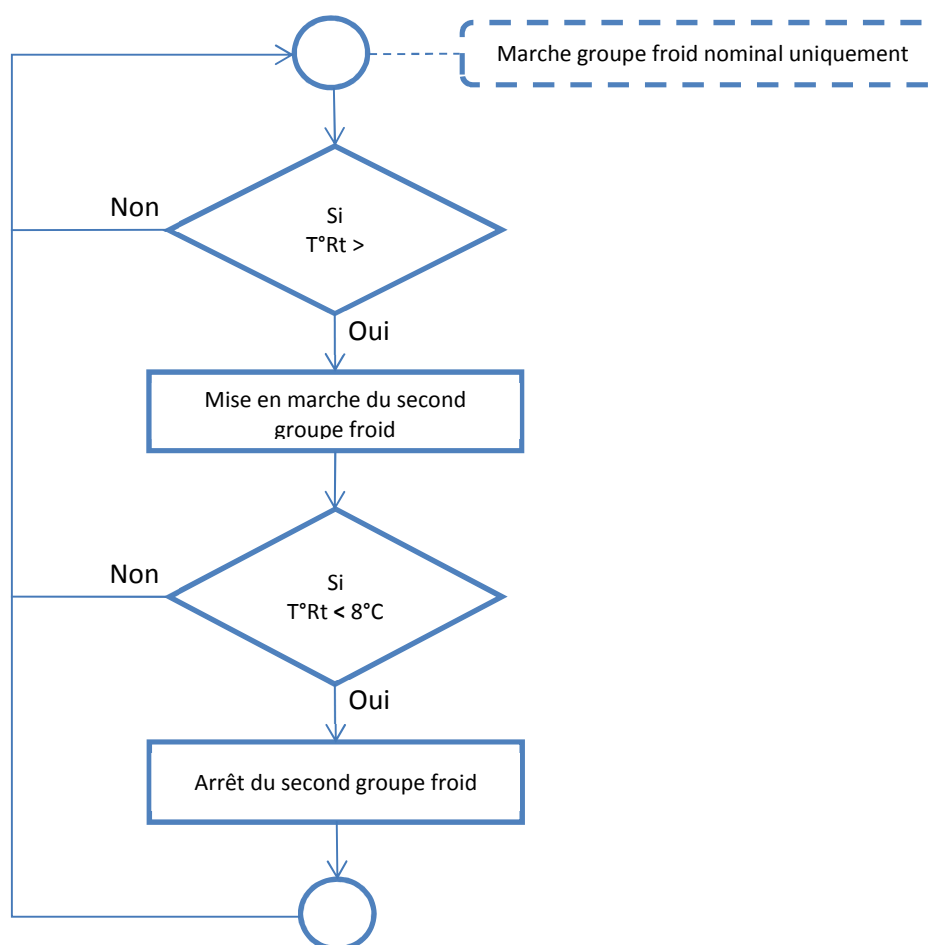 Marche groupe froid nominal uniquement
Non
Si
T°Rt >
Oui
Mise en marche du second
groupe froid
Non
Si
T°Rt < 8°C
Oui
Arrêt du second groupe froid